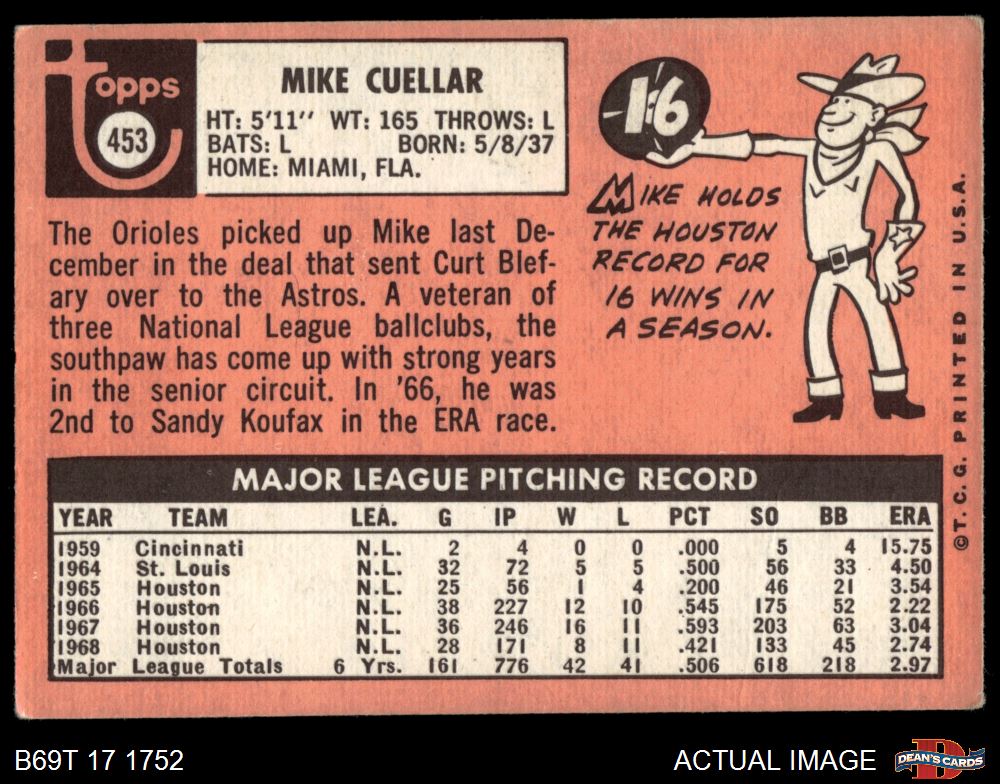 topps
453
MIKE CUELLAR
HT: 5'11" WT: 165 THROWS: L
BATS: L BORN: 5/8/37
HOME: MIAMI, FLA.
The Orioles picked up Mike last De-
cember in the deal that sent Curt Blef-
ary over to the Astros. A veteran of
three National League ballclubs, the
southpaw has come up with strong years
in the senior circuit. In '66, he was
2nd to Sandy Koufax in the ERA race.
16
MIKE HOLDS
THE HOUSTON
RECORD FOR
16 WINS IN
A SEASON.
©T.C.G. PRINTED IN U.S.A.
MAJOR LEAGUE PITCHING RECORD
YEAR TEAM LEA. G IP W L PCT SO BB ERA
1959 Cincinnati N.L. 2 4 0 0 .000 5 4 15.75
1964 St. Louis N.L. 32 72 5 5 .500 56 33 4.50
1965 Houston N.L. 25 56 1 4 .200 46 21 3.54
1966 Houston N.L. 38 227 12 10 .545 175 52 2.22
1967 Houston N.L. 36 246 16 11 .593 203 63 3.04
1968 Houston N.L. 28 171 8 11 .421 133 45 2.74
Major League Totals 6 Yrs. 161 776 42 41 .506 618 218 2.97
B69T 17 1752
ACTUAL IMAGE
D
DEAN'S CARDS